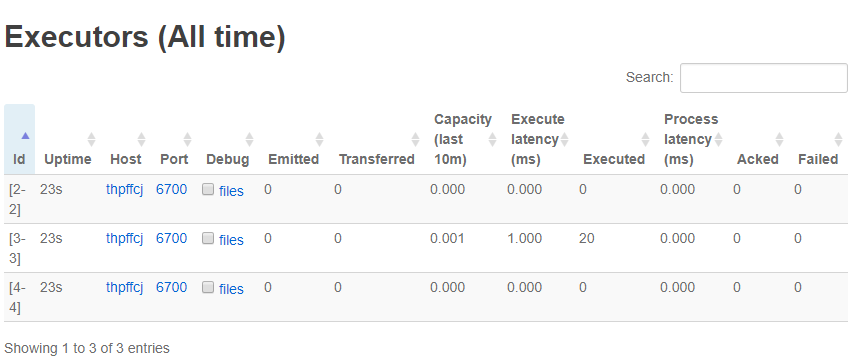 Executors (All time)
Search:
Id Uptime Host Port Debug Emitted Transferred Capacity (last 10m) Execute latency (ms) Executed Process latency (ms) Acked Failed
[2-2] 23s thpffcj 6700 files 0 0 0.000 0.000 0 0.000 0 0
[3-3] 23s thpffcj 6700 files 0 0 0.001 1.000 20 0.000 0 0
[4-4] 23s thpffcj 6700 files 0 0 0.000 0.000 0 0.000 0 0
Showing 1 to 3 of 3 entries